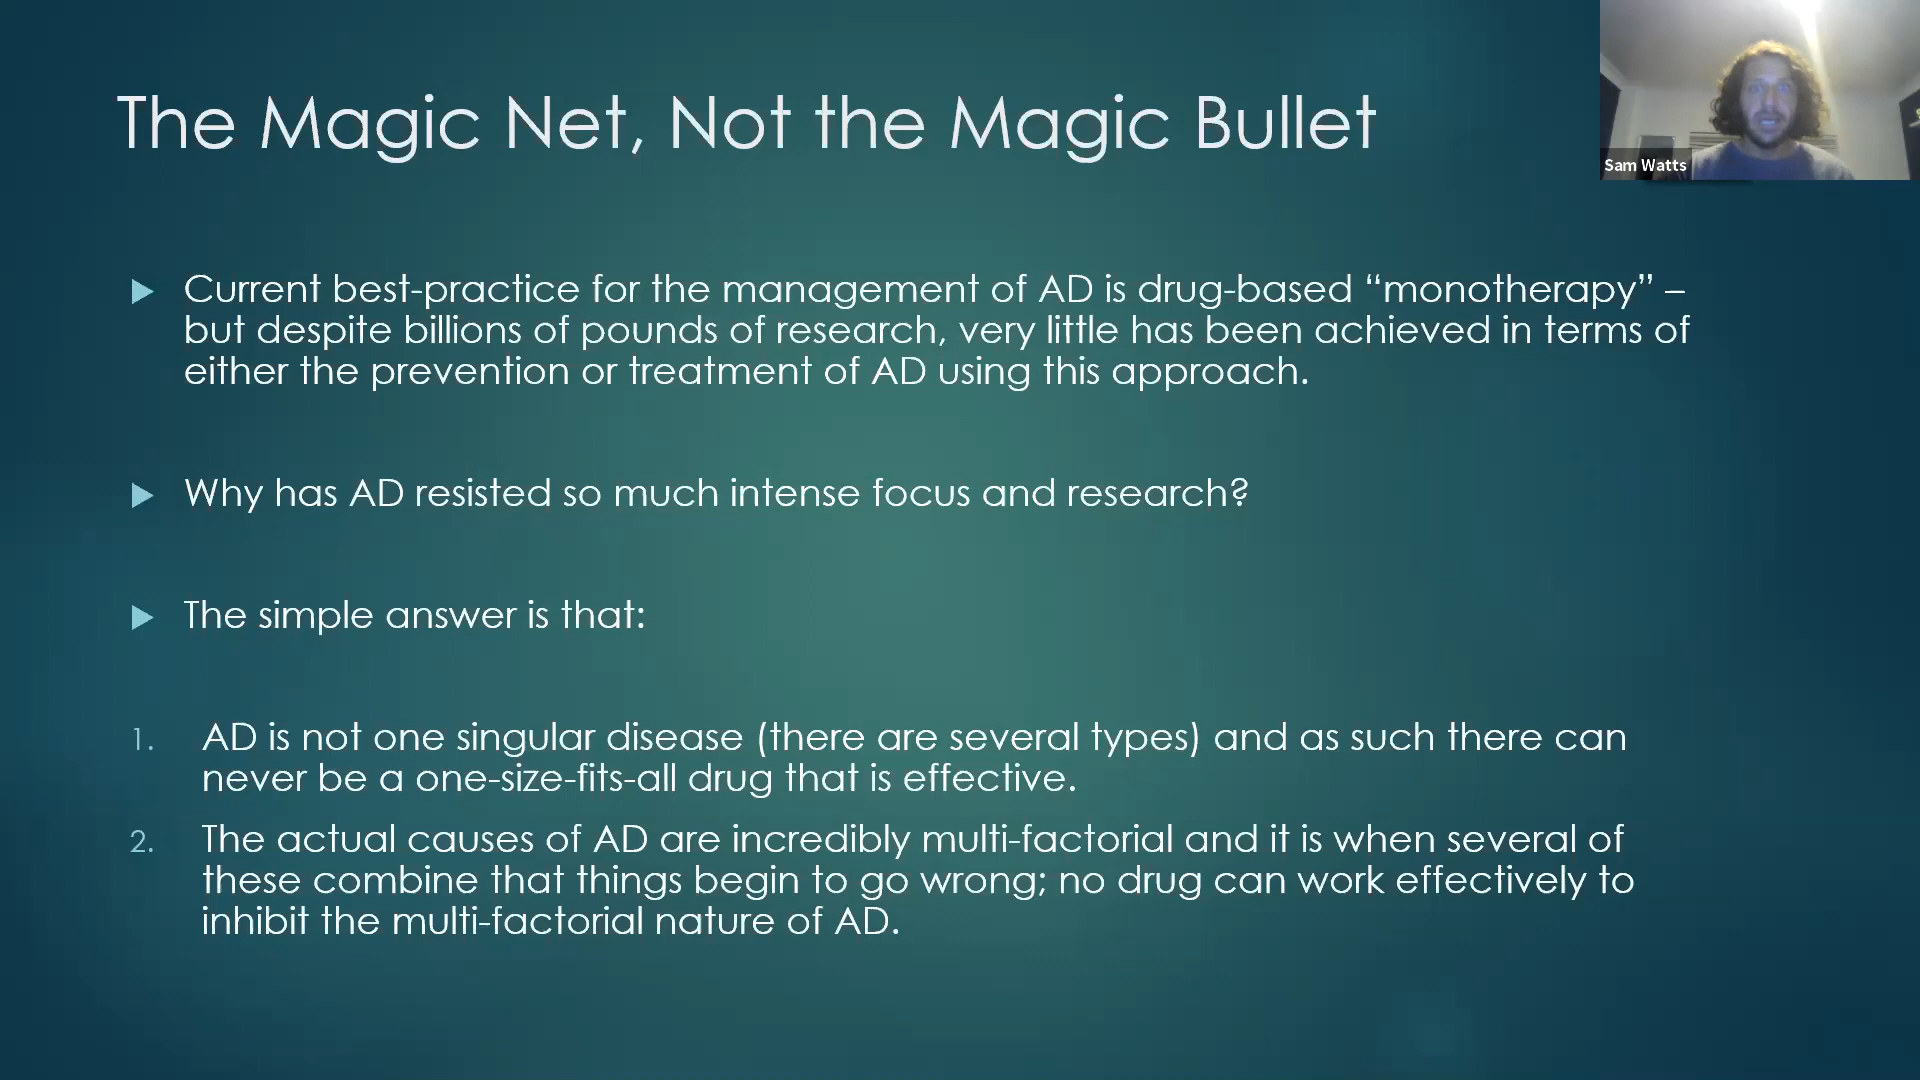 The Magic Net, Not the Magic Bullet
Sam Watts
Current best-practice for the management of AD is drug-based “monotherapy” –
but despite billions of pounds of research, very little has been achieved in terms of
either the prevention or treatment of AD using this approach.
Why has AD resisted so much intense focus and research?
The simple answer is that:
1. AD is not one singular disease (there are several types) and as such there can
never be a one-size-fits-all drug that is effective.
2. The actual causes of AD are incredibly multi-factorial and it is when several of
these combine that things begin to go wrong; no drug can work effectively to
inhibit the multi-factorial nature of AD.